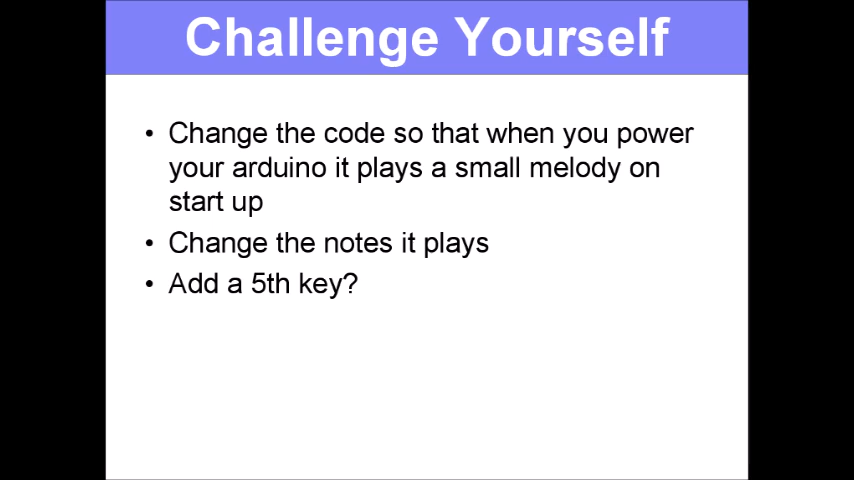 Challenge Yourself
• Change the code so that when you power
your arduino it plays a small melody on
start up
• Change the notes it plays
• Add a 5th key?